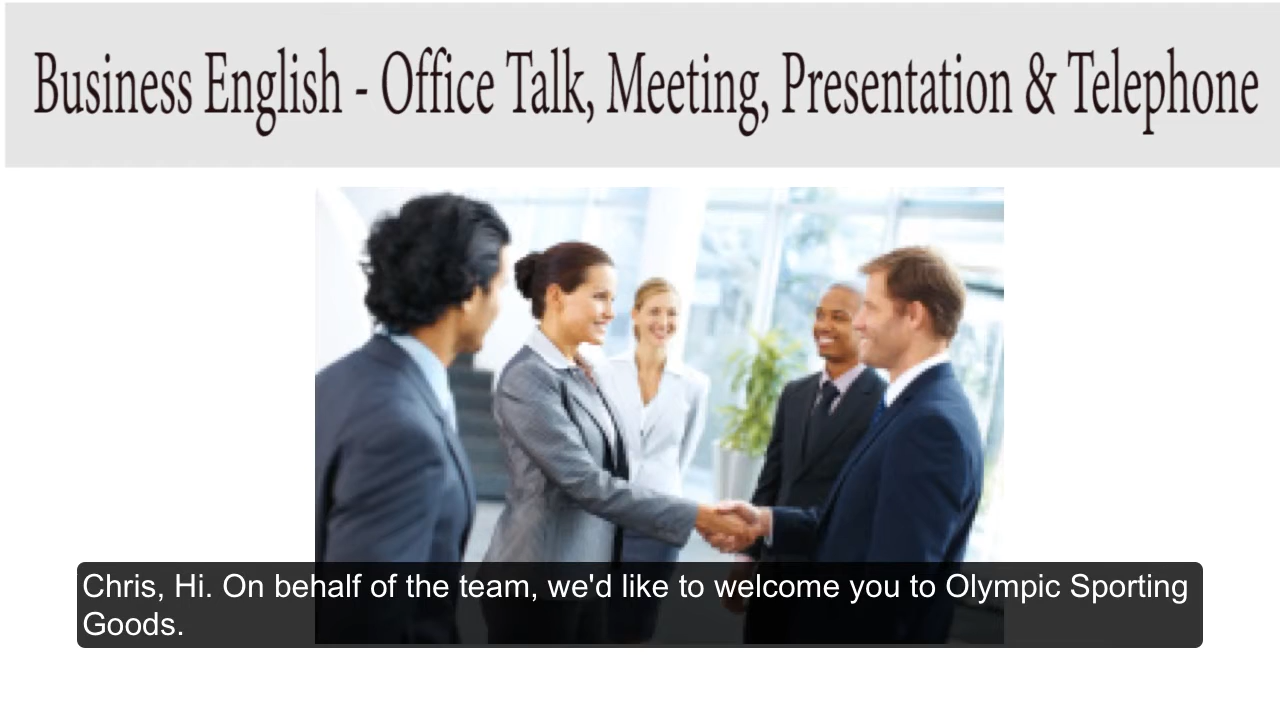 Business English - Office Talk, Meeting, Presentation & Telephone
Chris, Hi. On behalf of the team, we'd like to welcome you to Olympic Sporting
Goods.